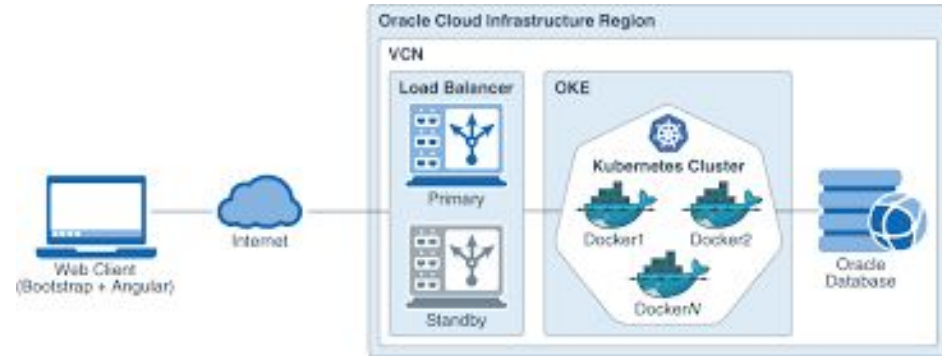 Oracle Cloud Infrastructure Region
VCN
Load Balancer
OKE
Kubernetes Cluster
Primary
Docker1
Docker2
Internet
Web Client
(Bootstrap + Angular)
Oracle
Database
DockerN
Standby